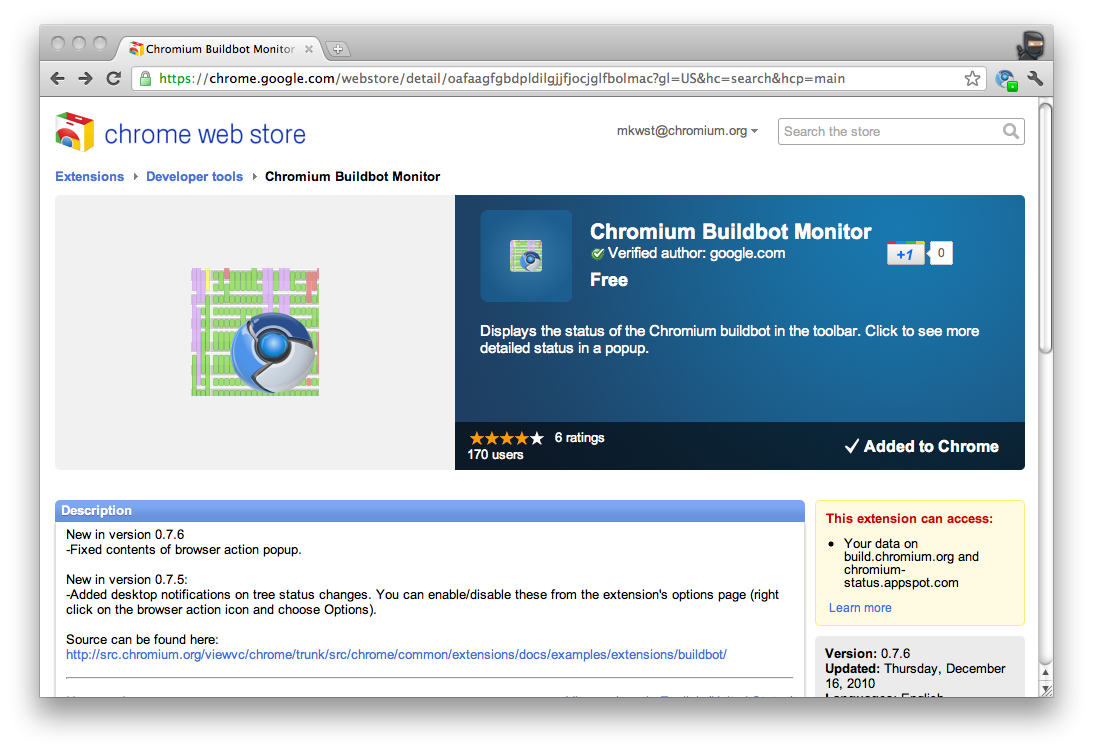 Chromium Buildbot Monitor
https://chrome.google.com/webstore/detail/oafaagfgbdpldilgjjfjocjglfbolmac?gl=US&hc=search&hcp=main
chrome web store
mkwst@chromium.org
Search the store
Extensions
Developer tools
Chromium Buildbot Monitor
Chromium Buildbot Monitor
Verified author: google.com
+1
0
Free
Displays the status of the Chromium buildbot in the toolbar. Click to see more
detailed status in a popup.
6 ratings
170 users
Added to Chrome
Description
New in version 0.7.6
-Fixed contents of browser action popup.
New in version 0.7.5:
-Added desktop notifications on tree status changes. You can enable/disable these from the extension's options page (right
click on the browser action icon and choose Options).
Source can be found here:
http://src.chromium.org/viewvc/chrome/trunk/src/chrome/common/extensions/docs/examples/extensions/buildbot/
This extension can access:
Your data on
build.chromium.org and
chromium-
status.appspot.com
Learn more
Version: 0.7.6
Updated: Thursday, December
16, 2010
Languages: English